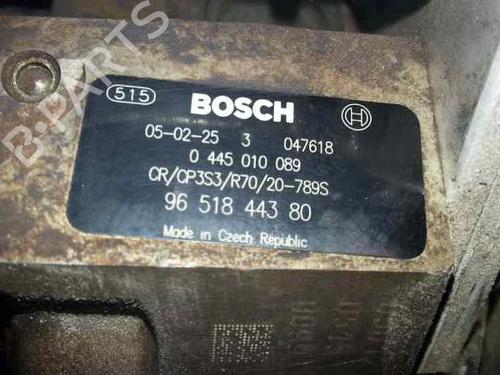 B-PARTS
515
BOSCH
05-02-25 3 047618
0 445 010 089
CR/CP3S3/R70/20-789S
96 518 443 80
Made in Czech Republic